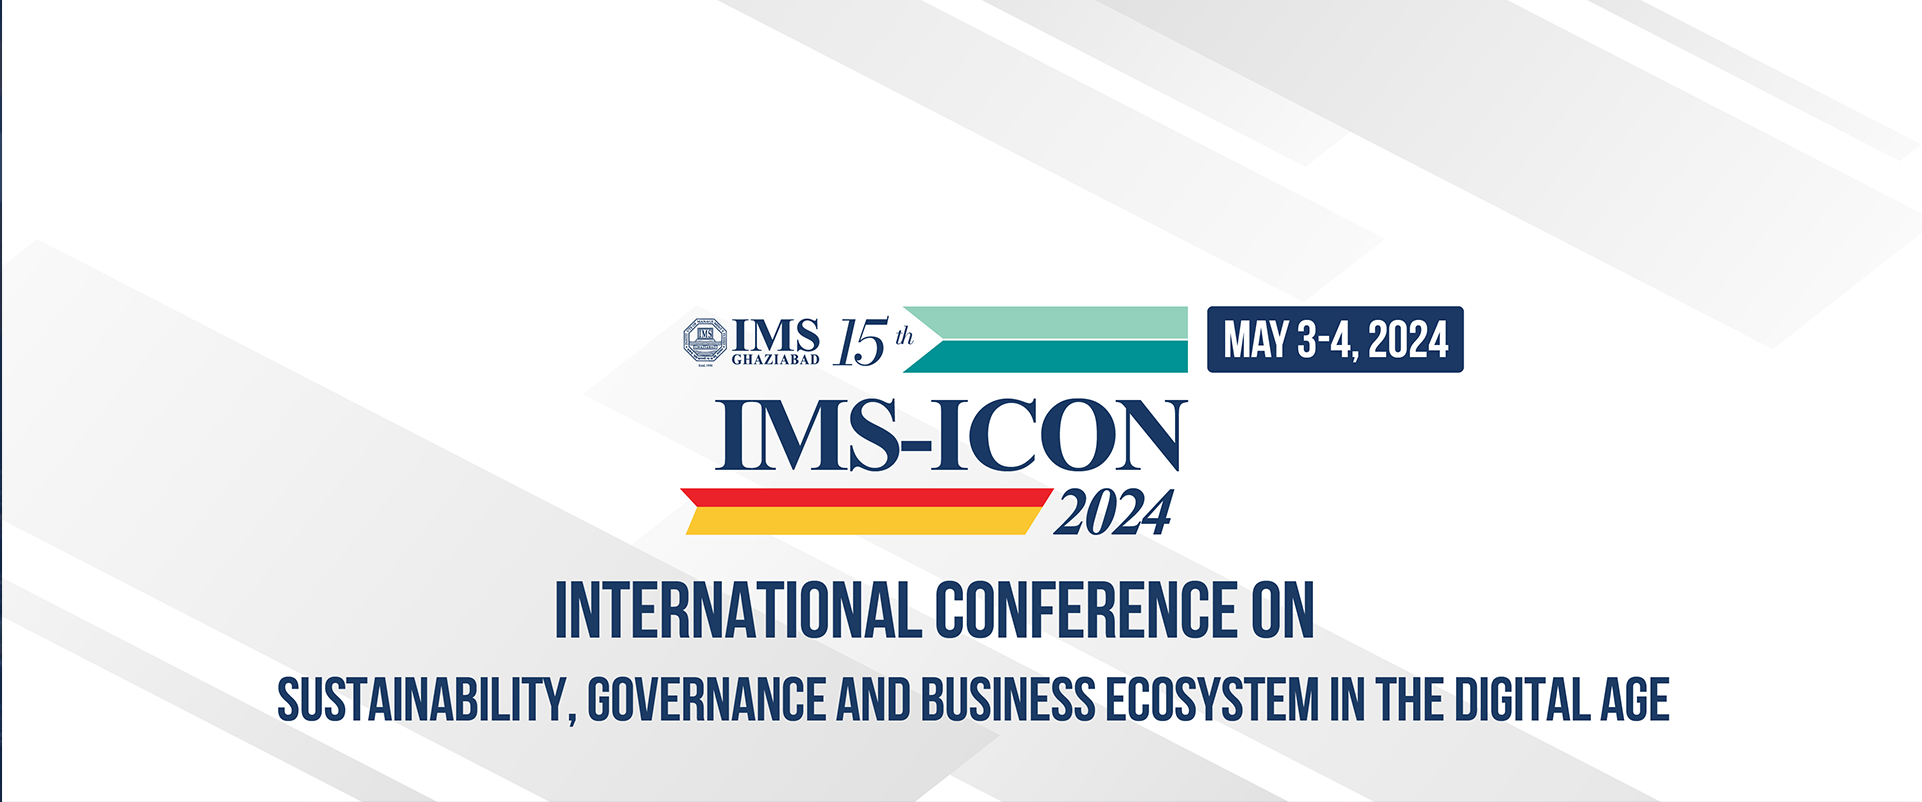 IMS
GHAZIABAD
15th
MAY 3-4, 2024
IMS-ICON
2024
INTERNATIONAL CONFERENCE ON
SUSTAINABILITY, GOVERNANCE AND BUSINESS ECOSYSTEM IN THE DIGITAL AGE